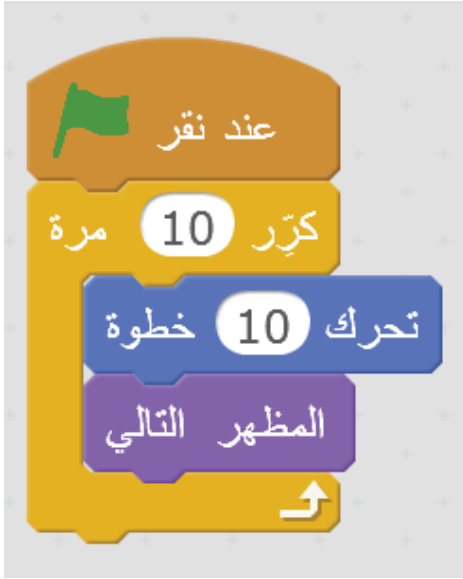 عند نقر
كرِّر 10 مرة
تحرك 10 خطوة
المظهر التالي